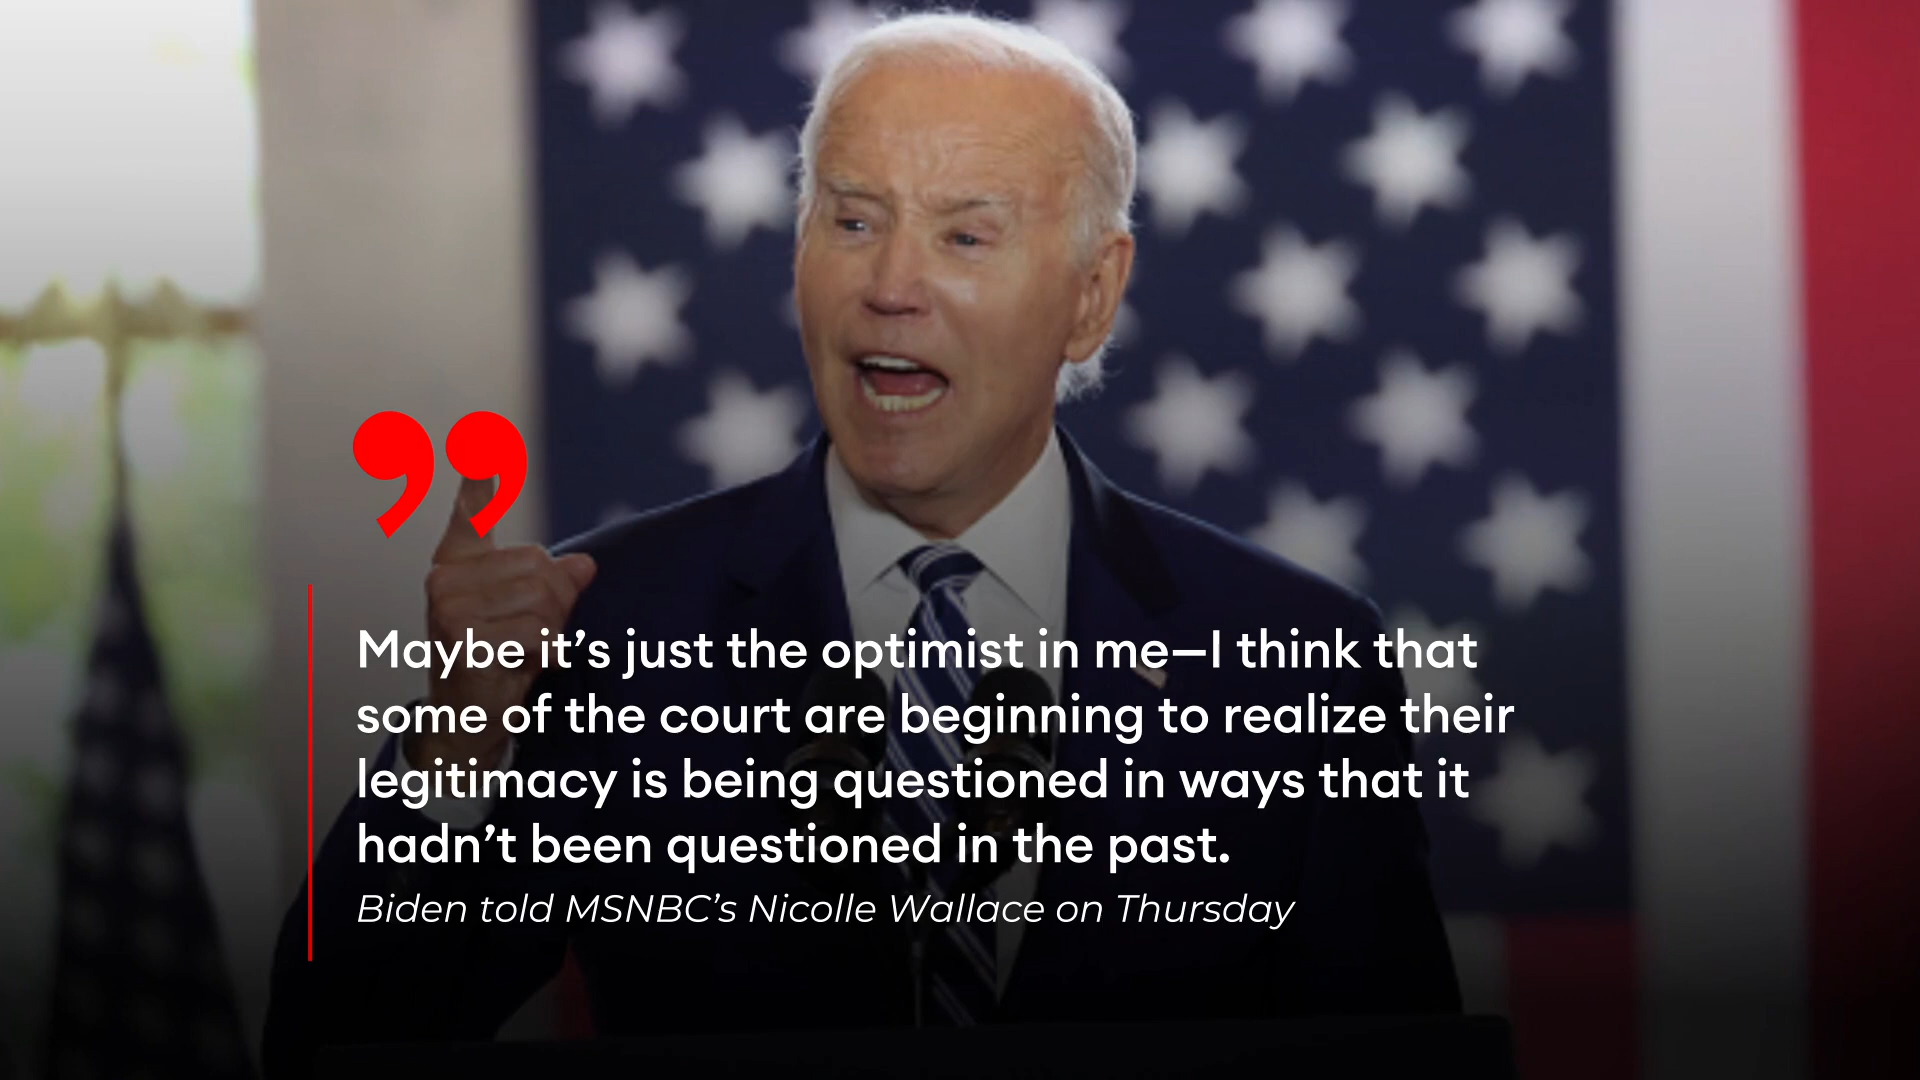 ”
Maybe it’s just the optimist in me—I think that
some of the court are beginning to realize their
legitimacy is being questioned in ways that it
hadn’t been questioned in the past.
Biden told MSNBC’s Nicolle Wallace on Thursday